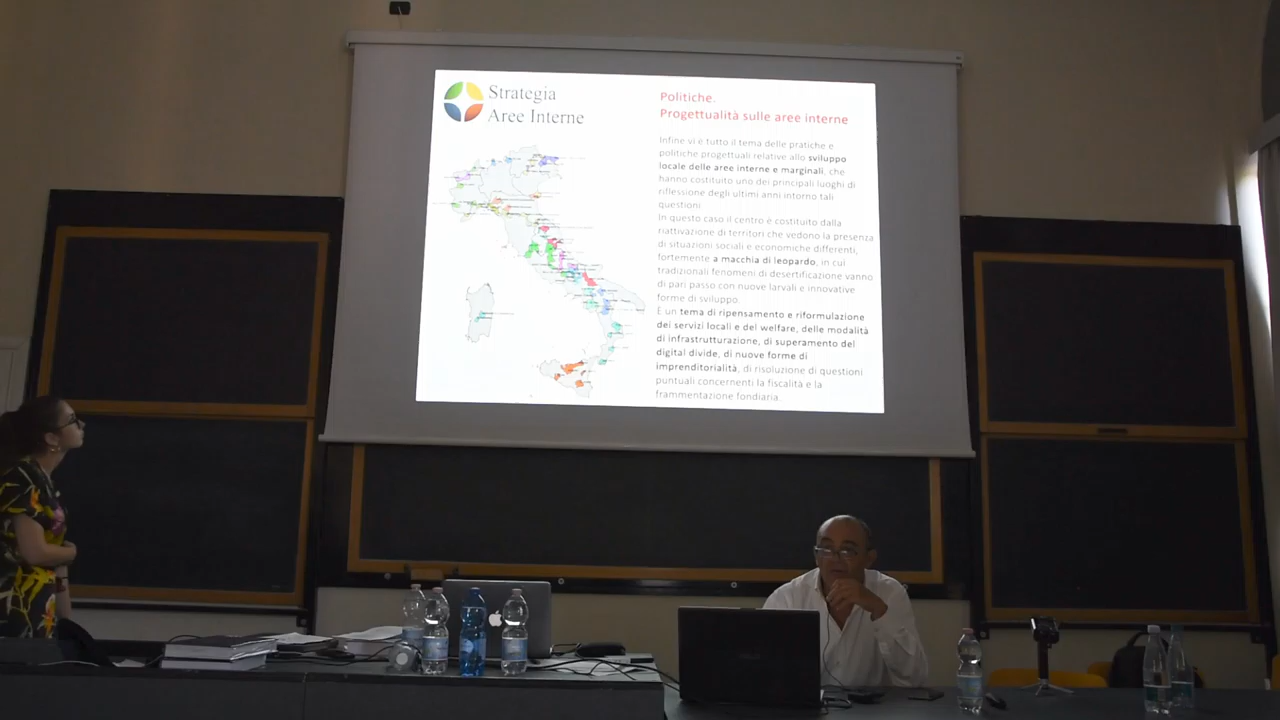 Strategia
Aree Interne
Politiche.
Progettualità sulle aree interne
Infine vi è tutto il tema delle pratiche e
politiche progettuali relative allo sviluppo
locale delle aree interne e marginali, che
hanno costituito uno dei principali luoghi di
riflessione degli ultimi anni intorno tali
questioni.
In questo caso il centro è costituito dalla
riattivazione di territori che vedono la presenza
di situazioni sociali e economiche differenti,
fortemente a macchia di leopardo, in cui
tradizionali fenomeni di desertificazione vanno
di pari passo con nuove larvali e innovative
forme di sviluppo.
È un tema di ripensamento e riformulazione
dei servizi locali e del welfare, delle modalità
di infrastrutturazione, di superamento del
digital divide, di nuove forme di
imprenditorialità, di risoluzione di questioni
puntuali concernenti la fiscalità e la
frammentazione fondiaria.